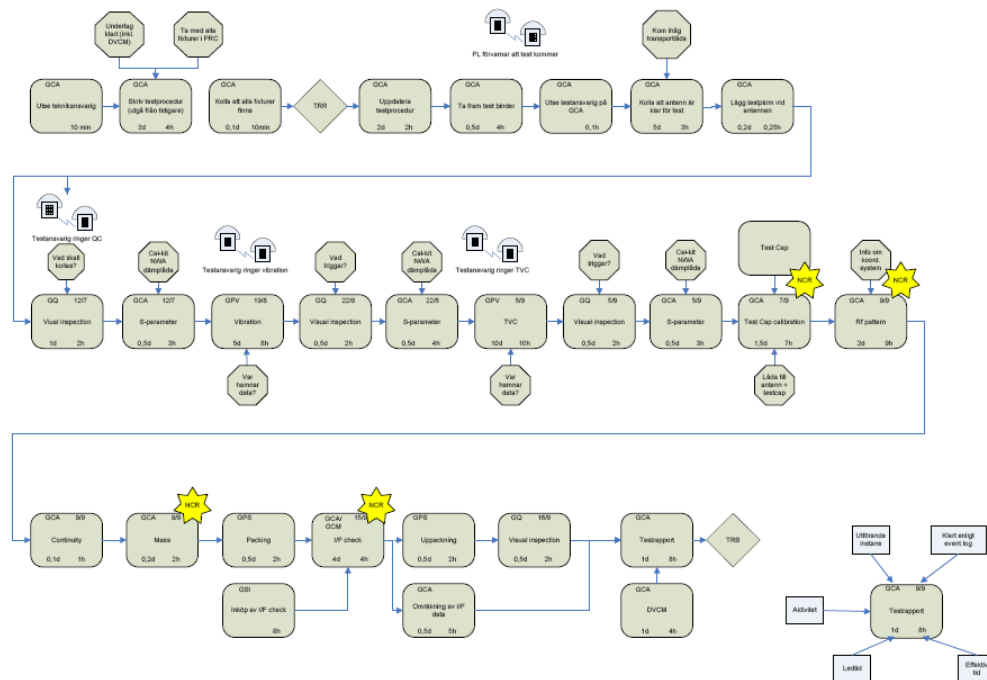 Underlag
klart (inkl.
DVCM)
Ta med alla
fixturer i PRC
PL förvarnar att test kommer
Kom ihåg
transportlåda
GCA
Utse teknikansvarig
10 min
GCA
Skriv testprocedur
(utgå från tidigare)
3d 4h
GCA
Kolla att alla fixturer
finns
0,1d 10min
TRR
GCA
Uppdatera
testprocedur
2d 2h
GCA
Ta fram test binder
0,5d 4h
GCA
Utse testansvarig på
GCA
0,1h
GCA
Kolla att antenn är
klar för test
5d 3h
GCA
Lägg testpärm vid
antennen
0,2d 0,25h
Testansvarig ringer QC
Testansvarig ringer vibration
Testansvarig ringer TVC
Vad skall
kollas?
Cal-kit
NWA
dämplåda
Vad
trigger?
Cal-kit
NWA
dämplåda
Vad
trigger?
Cal-kit
NWA
dämplåda
Test Cap
NCR
Info om
koord.
system
NCR
GQ 12/7
Viual inspection
1d 2h
GCA 12/7
S-parameter
0,5d 3h
GPV 19/8
Vibration
5d 8h
GQ 22/8
Visual inspection
0,5d 2h
GCA 22/8
S-parameter
0,5d 4h
GPV 5/9
TVC
10d 10h
GQ 5/9
Visual inspection
0,5d 2h
GCA 5/9
S-parameter
0,5d 3h
GCA 7/9
Test Cap calibration
1,5d 7h
GCA 9/9
Rf pattern
2d 9h
Var
hamnar
data?
Var
hamnar
data?
Låda till
antenn +
testcap
GCA 9/9
Continuity
0,1d 1h
NCR
GCA 9/9
Mass
0,2d 2h
GPS
Packing
0,5d 2h
NCR
GCA/ 15/9
GCM
I/F check
4d 4h
GPS
Uppackning
0,5d 2h
GQ 16/9
Visual inspection
0,5d 2h
GCA
Testrapport
1d 8h
TRB
GSI
Inköp av I/F check
8h
GCA
Omräkning av I/F
data
0,5d 5h
GCA
DVCM
1d 4h
Utförande
instans
Klart enligt
event log
Aktivitet
GCA 9/9
Testrapport
1d 8h
Ledtid
Effektiv
tid